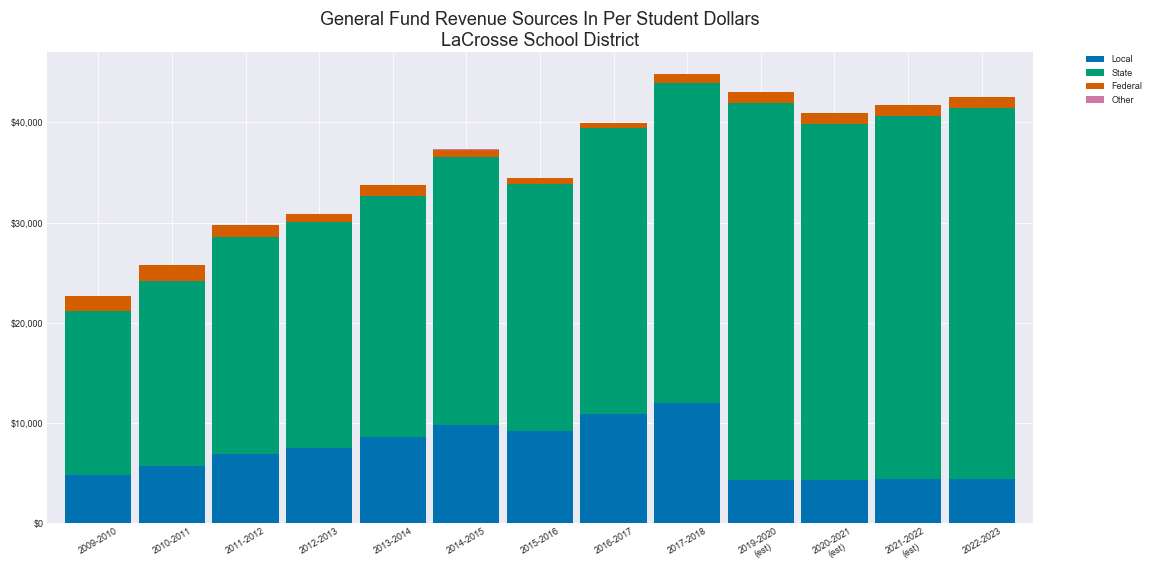 General Fund Revenue Sources In Per Student Dollars
LaCrosse School District
Local
State
Federal
Other
$40,000
$30,000
$20,000
$10,000
$0
2009-2010
2010-2011
2011-2012
2012-2013
2013-2014
2014-2015
2015-2016
2016-2017
2017-2018
2019-2020
(est)
2020-2021
(est)
2021-2022
(est)
2022-2023